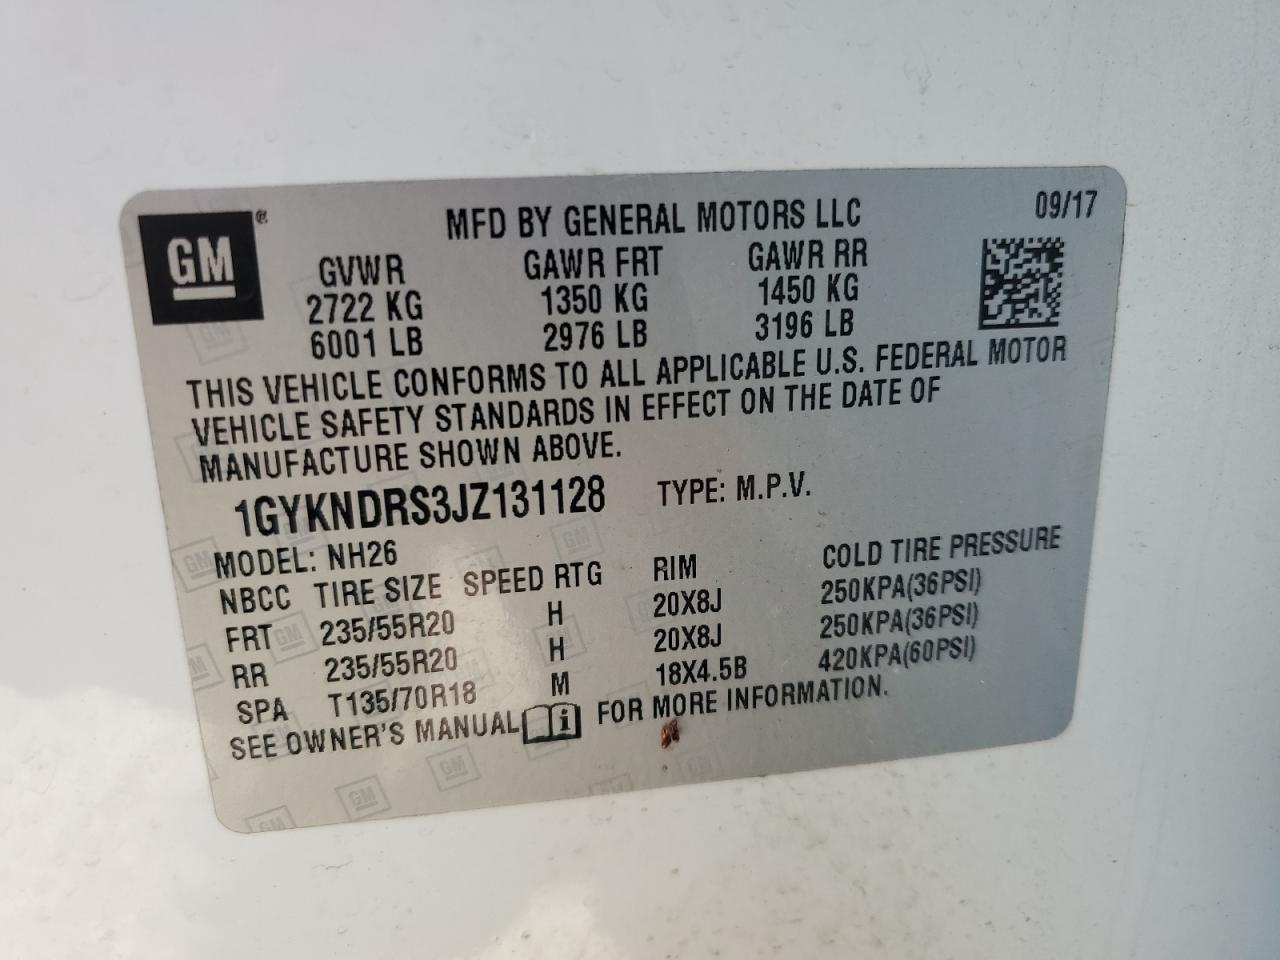 GM ®
MFD BY GENERAL MOTORS LLC 09/17
GVWR GAWR FRT GAWR RR
2722 KG 1350 KG 1450 KG
6001 LB 2976 LB 3196 LB
THIS VEHICLE CONFORMS TO ALL APPLICABLE U.S. FEDERAL MOTOR
VEHICLE SAFETY STANDARDS IN EFFECT ON THE DATE OF
MANUFACTURE SHOWN ABOVE.
1GYKNDRS3JZ131128 TYPE: M.P.V.
MODEL: NH26
NBCC TIRE SIZE SPEED RTG RIM COLD TIRE PRESSURE
FRT 235/55R20 H 20X8J 250KPA(36PSI)
RR 235/55R20 H 20X8J 250KPA(36PSI)
SPA T135/70R18 M 18X4.5B 420KPA(60PSI)
SEE OWNER'S MANUAL i FOR MORE INFORMATION.